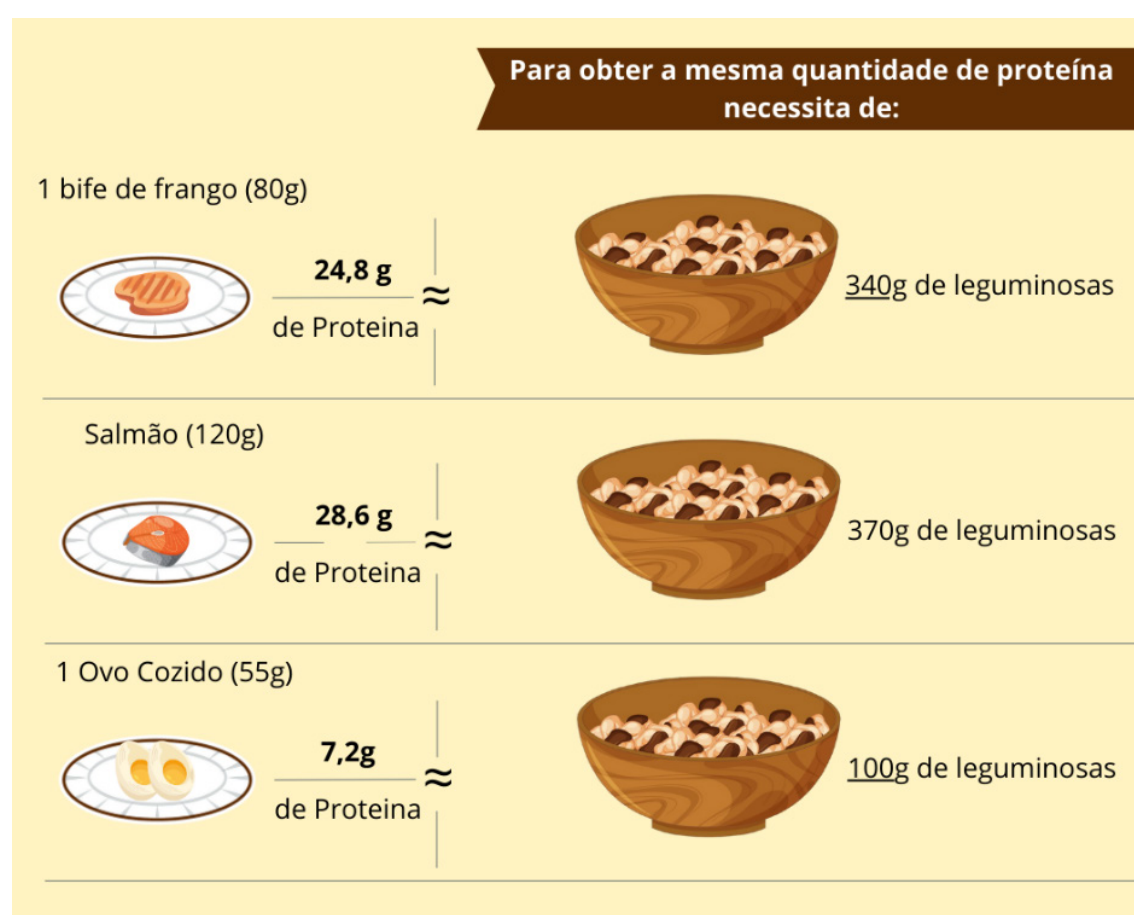 Para obter a mesma quantidade de proteína
necessita de:
1 bife de frango (80g)
24,8 g
de Proteina
≈
340g de leguminosas
Salmão (120g)
28,6 g
de Proteina
≈
370g de leguminosas
1 Ovo Cozido (55g)
7,2g
de Proteina
≈
100g de leguminosas